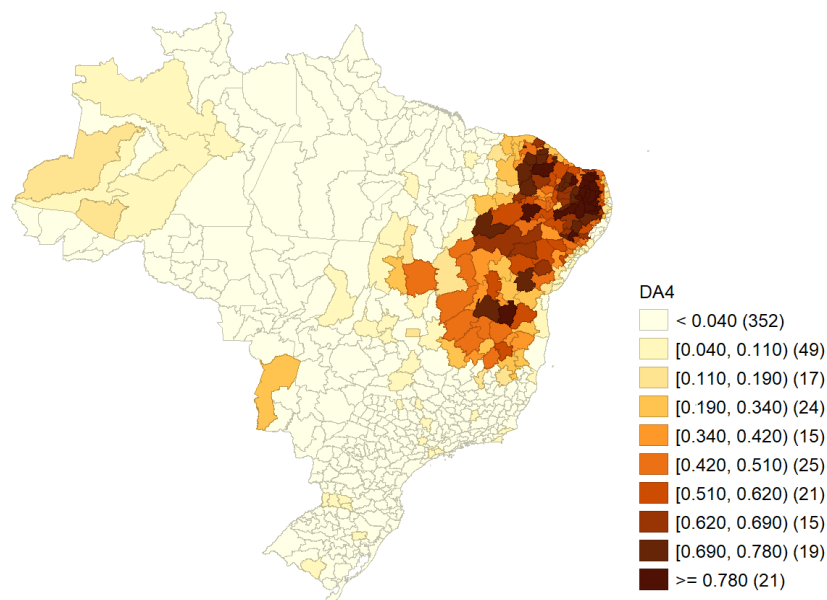 DA4
< 0.040 (352)
[0.040, 0.110) (49)
[0.110, 0.190) (17)
[0.190, 0.340) (24)
[0.340, 0.420) (15)
[0.420, 0.510) (25)
[0.510, 0.620) (21)
[0.620, 0.690) (15)
[0.690, 0.780) (19)
>= 0.780 (21)